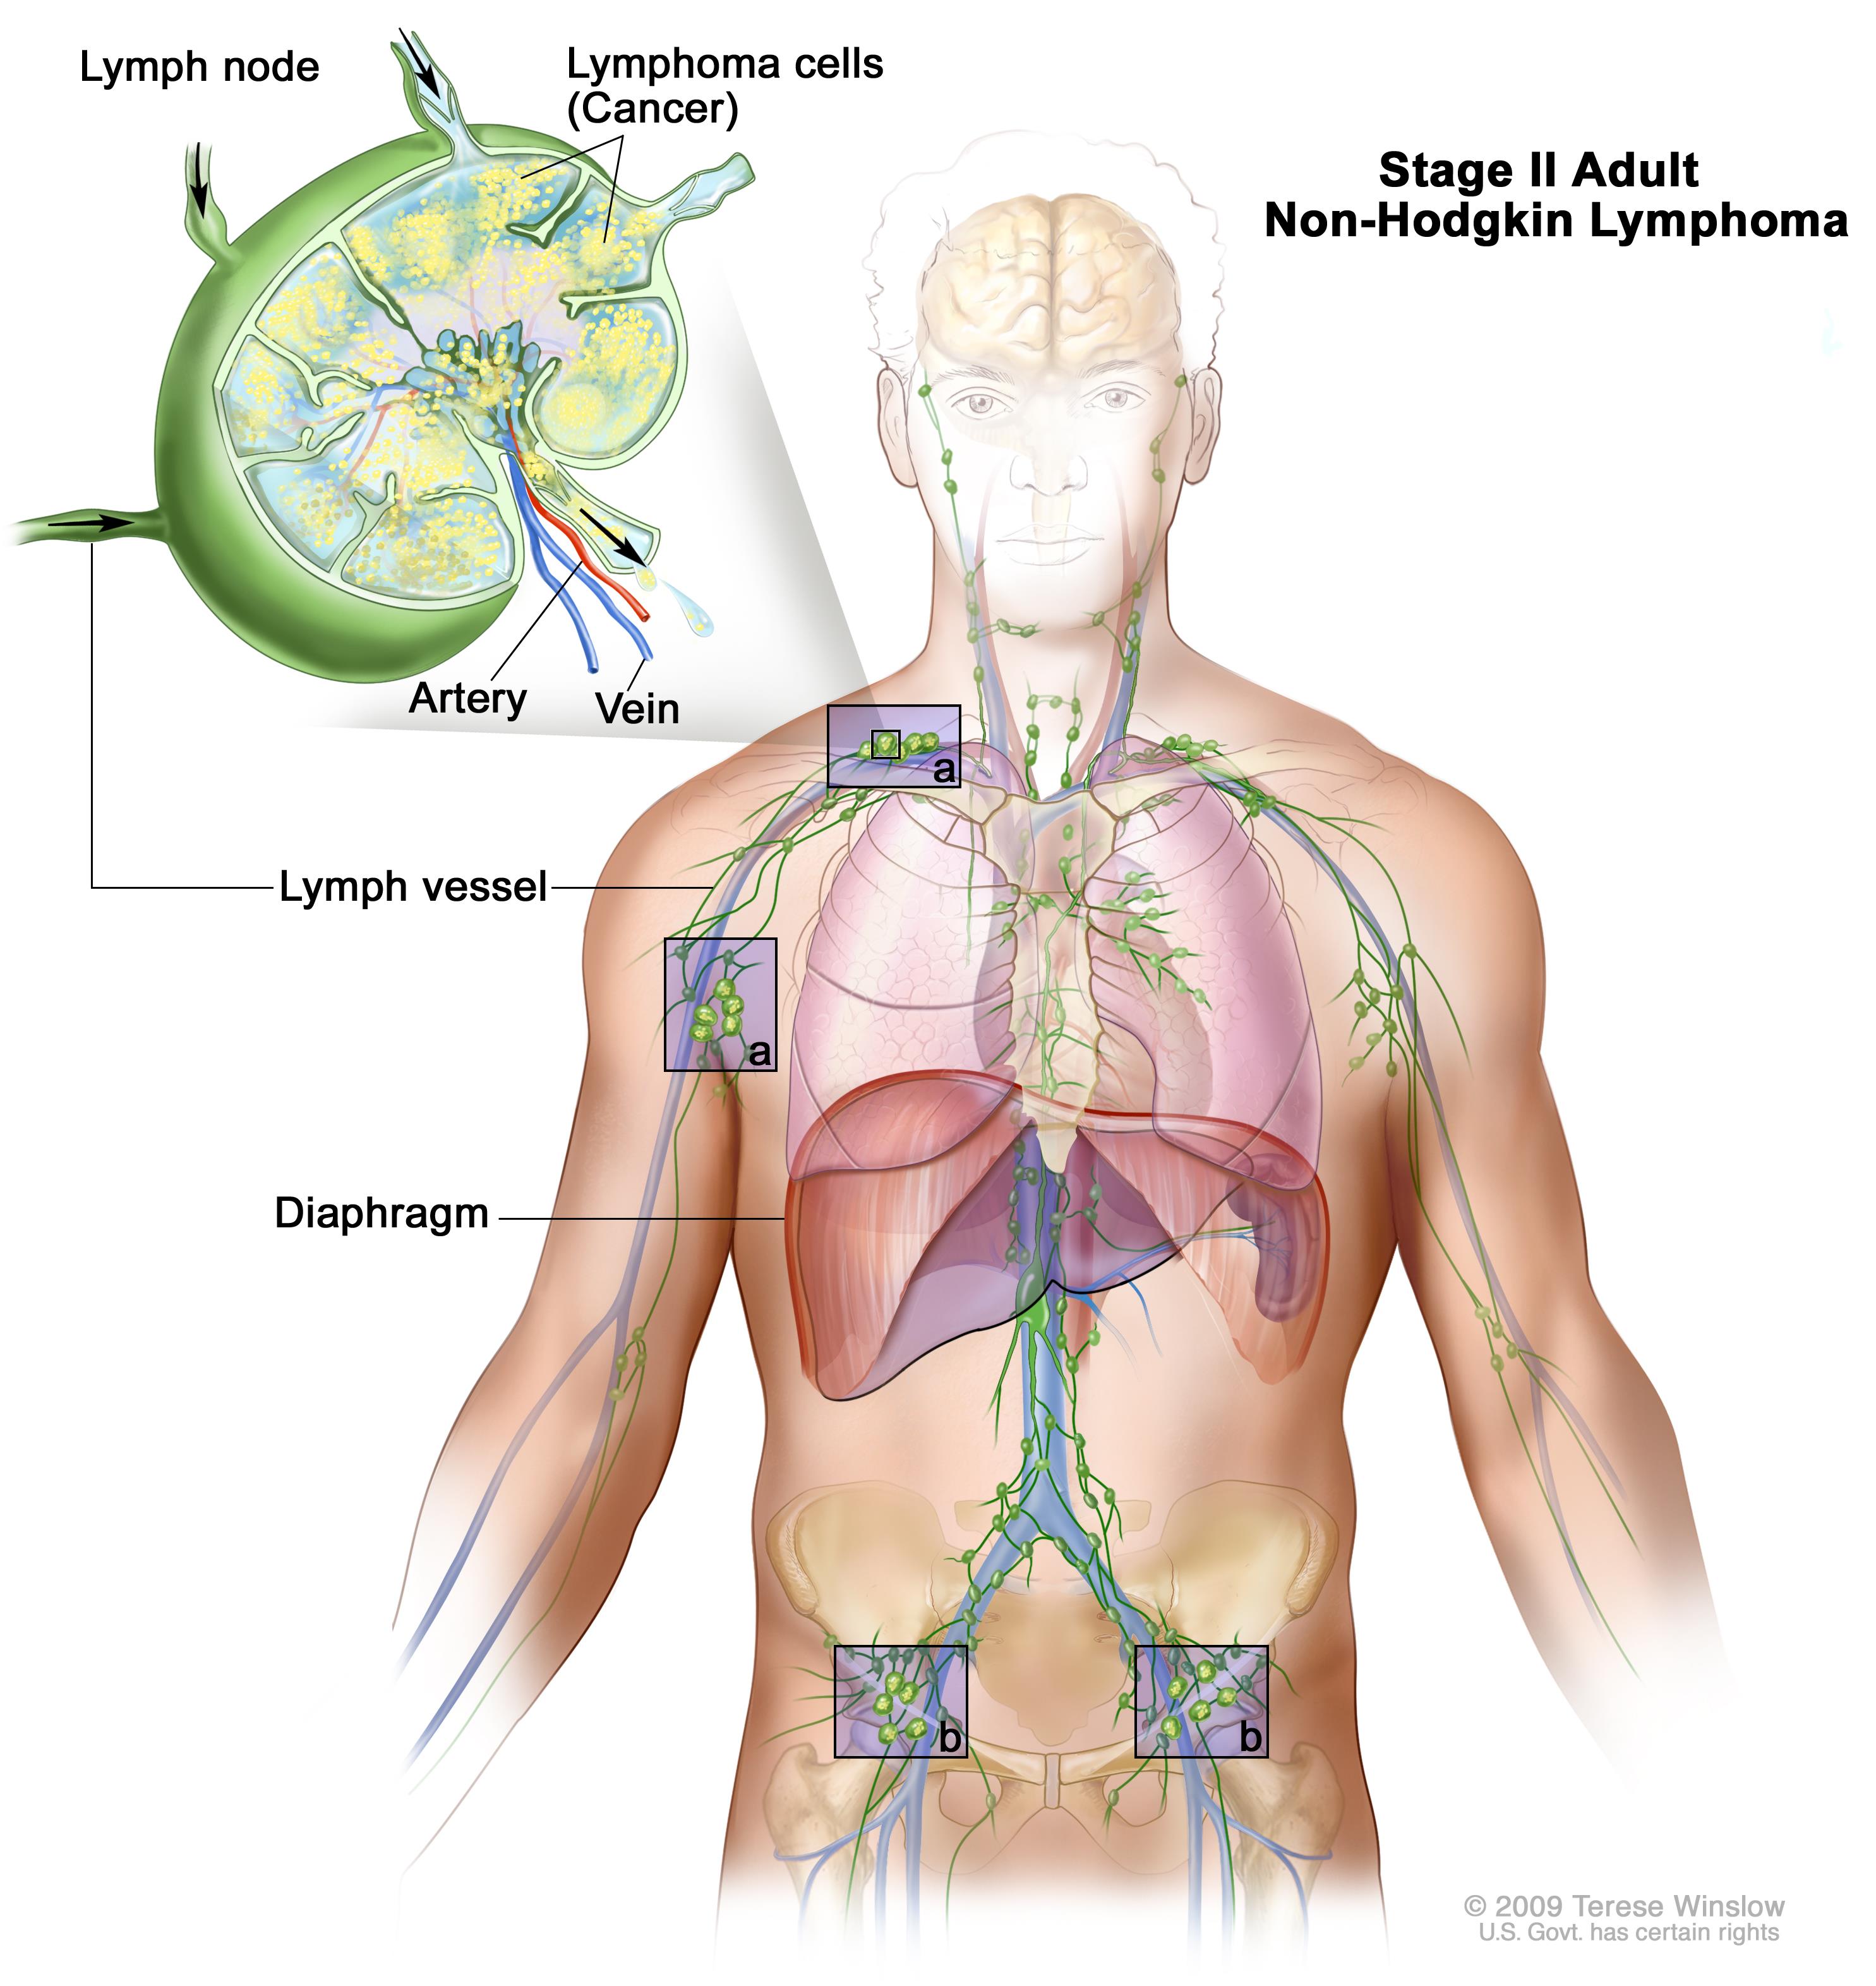 Lymph node
Lymphoma cells
(Cancer)
Stage II Adult
Non-Hodgkin Lymphoma
Artery
Vein
a
Lymph vessel
a
Diaphragm
b
b
© 2009 Terese Winslow
U.S. Govt. has certain rights